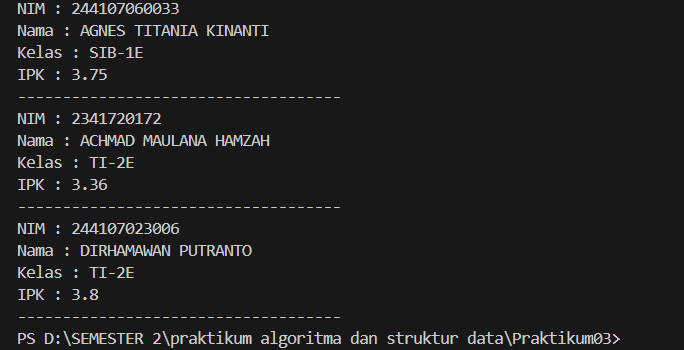 NIM : 244107060033
Nama : AGNES TITANIA KINANTI
Kelas : SIB-1E
IPK : 3.75
------------------------------------
NIM : 2341720172
Nama : ACHMAD MAULANA HAMZAH
Kelas : TI-2E
IPK : 3.36
------------------------------------
NIM : 244107023006
Nama : DIRHAMAWAN PUTRANTO
Kelas : TI-2E
IPK : 3.8
------------------------------------
PS D:\SEMESTER 2\praktikum algoritma dan struktur data\Praktikum03>